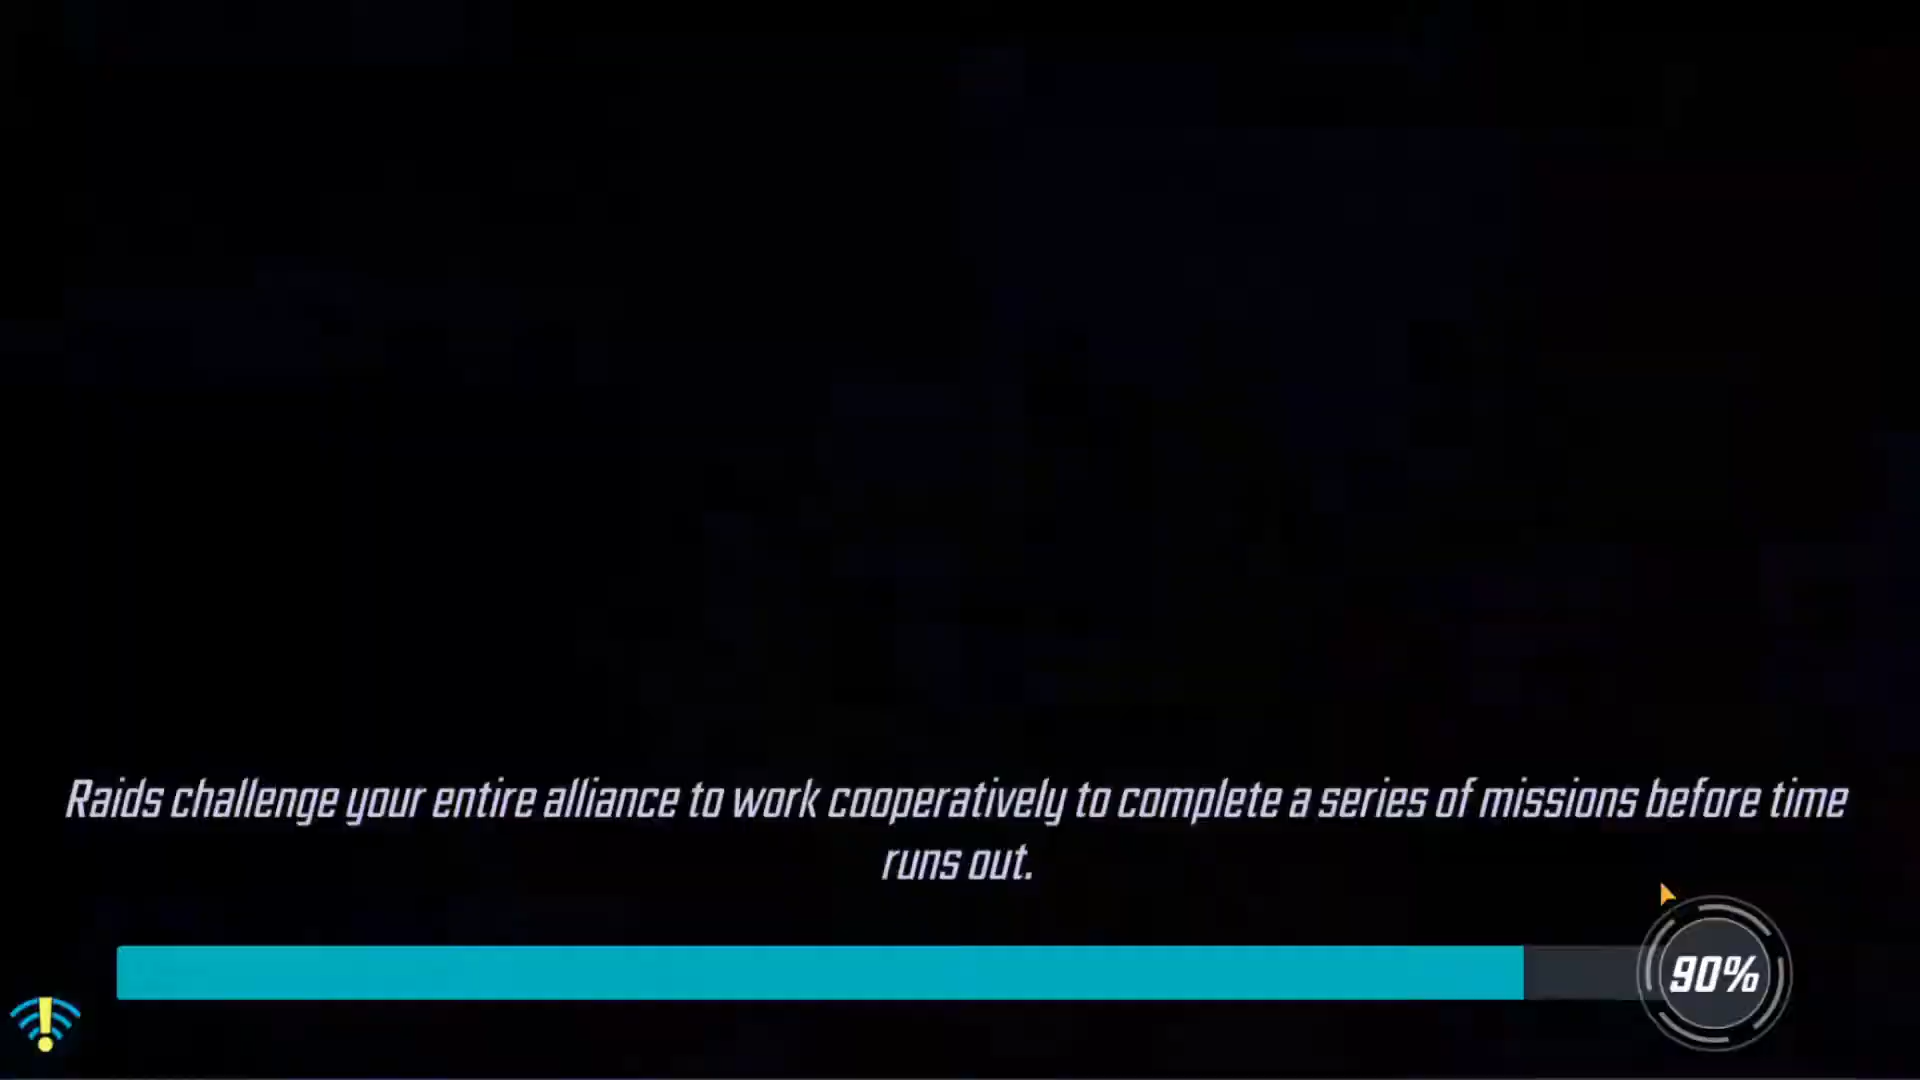 Raids challenge your entire alliance to work cooperatively to complete a series of missions before time
runs out.
90%